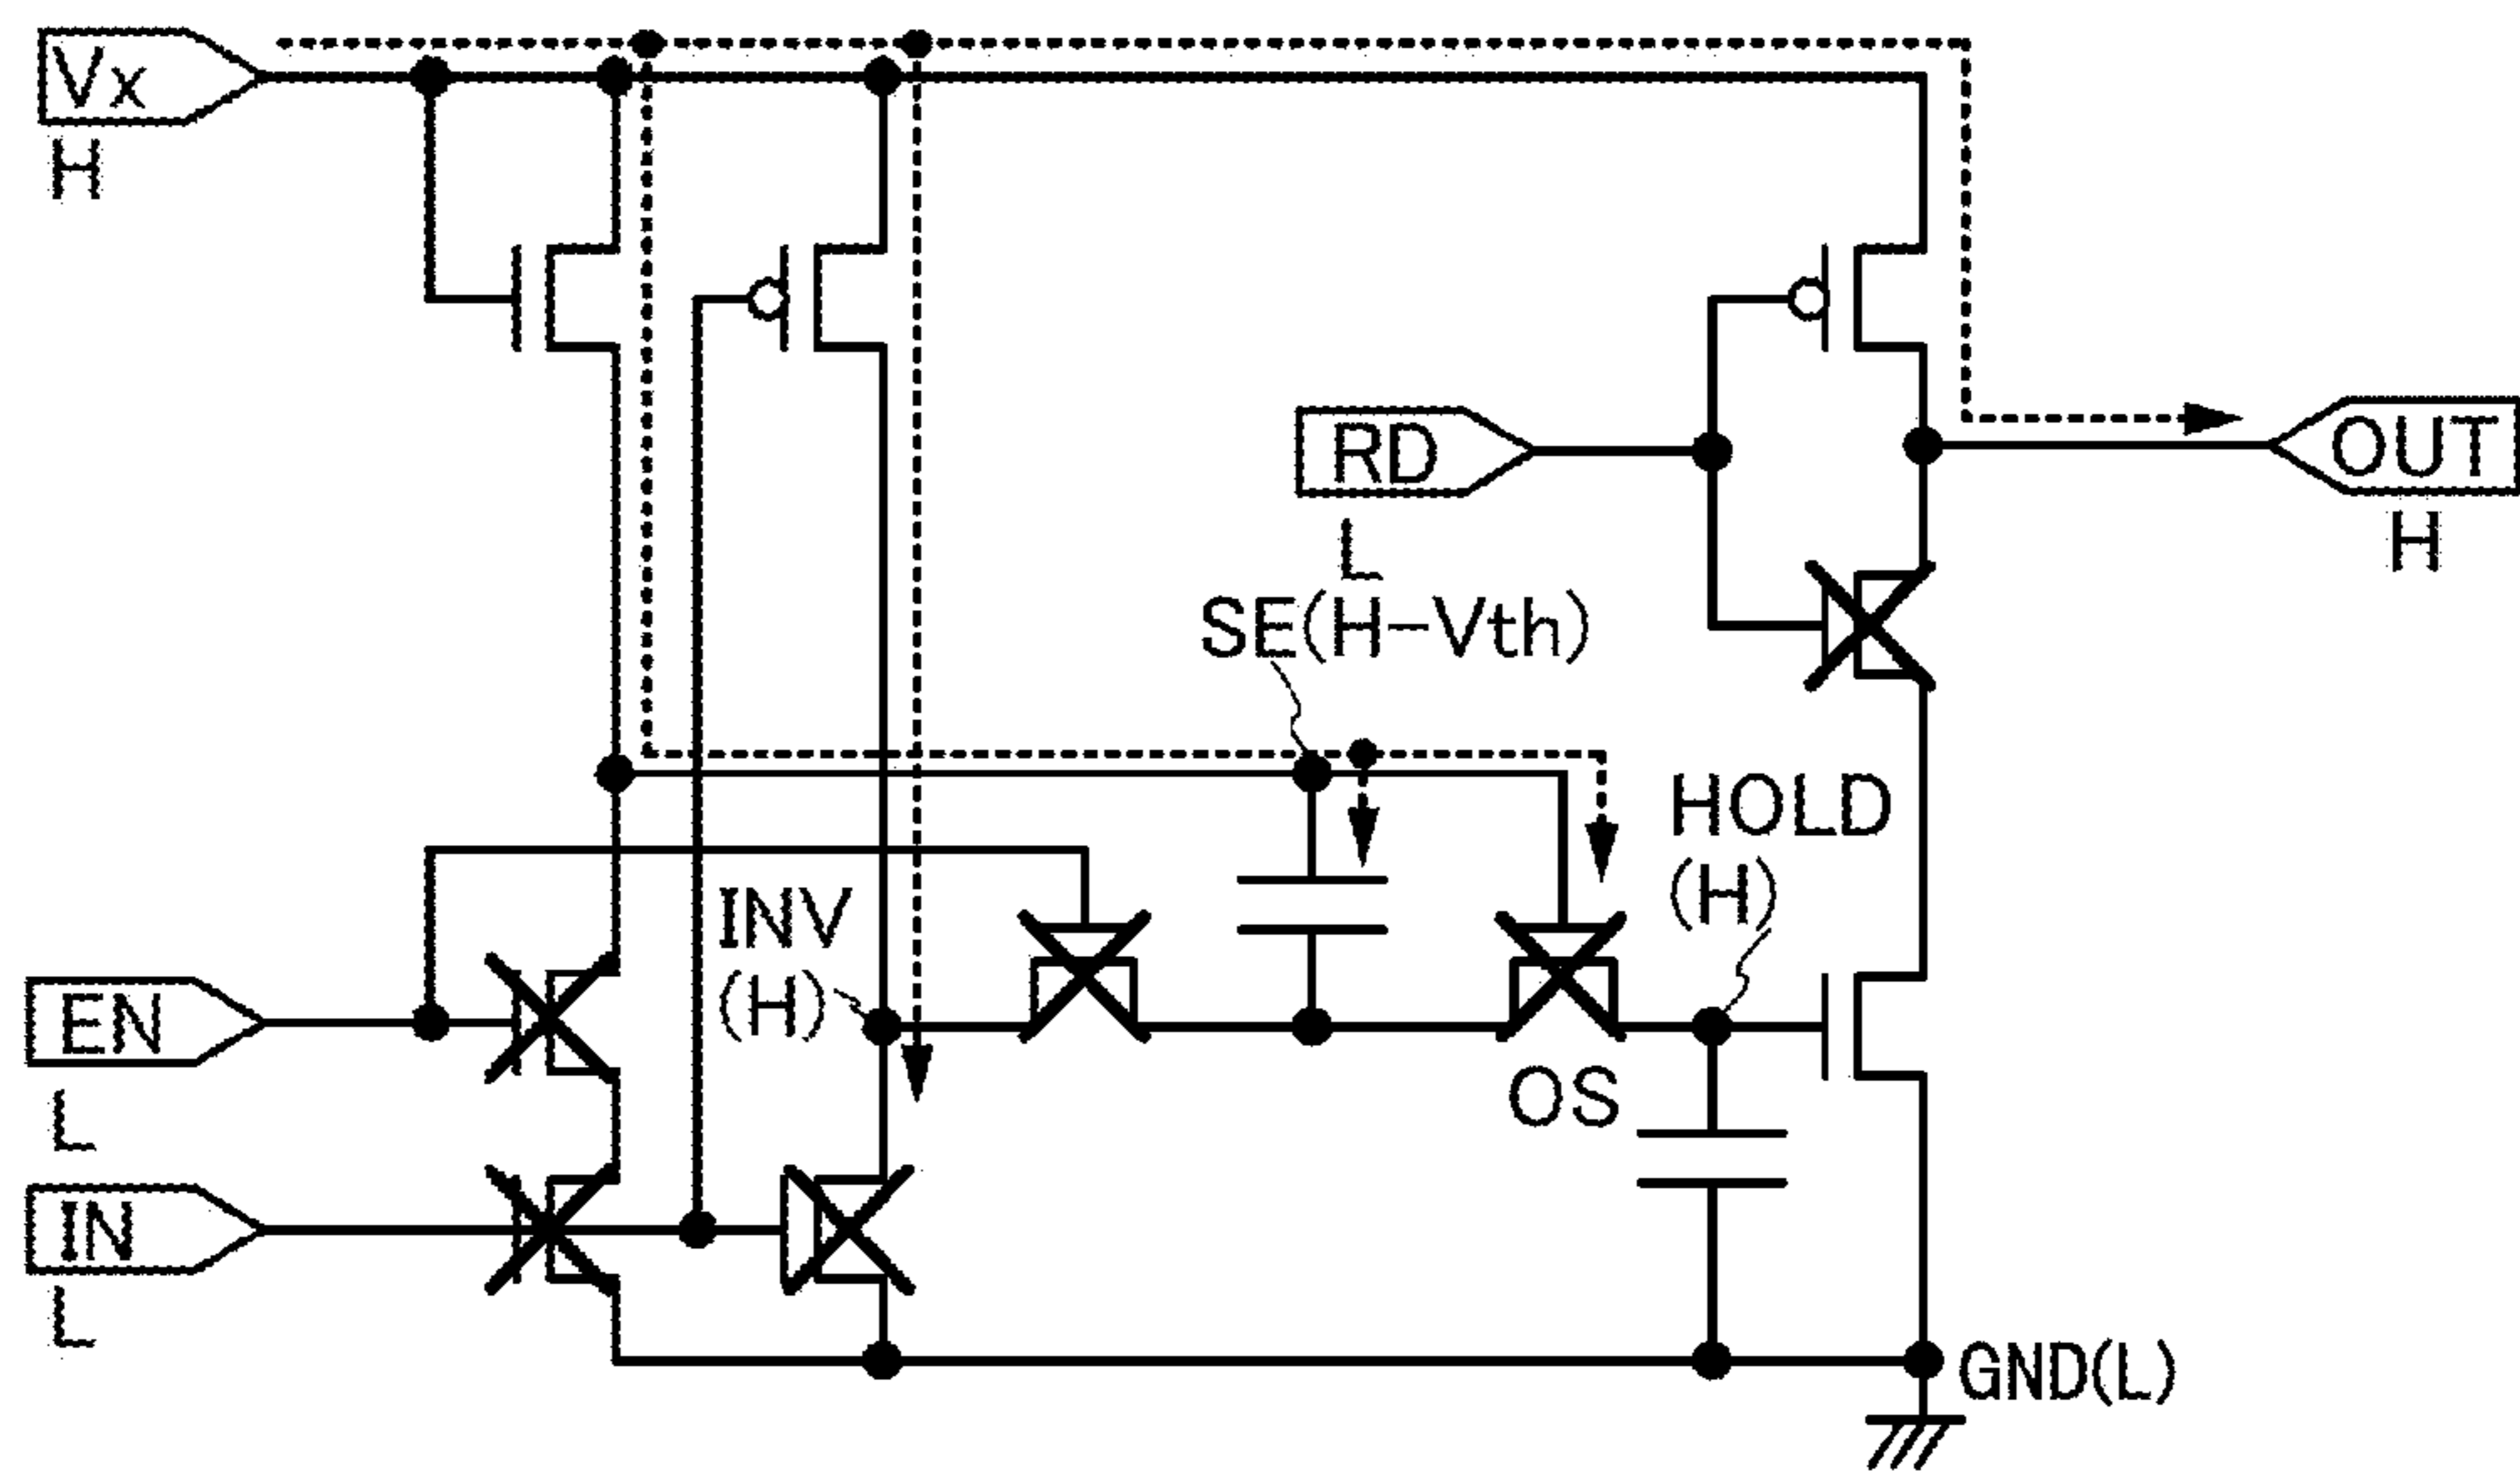 Vx
H
RD
L
OUT
H
SE(H-Vth)
HOLD
(H)
INV
(H)
EN
L
OS
IN
L
GND(L)